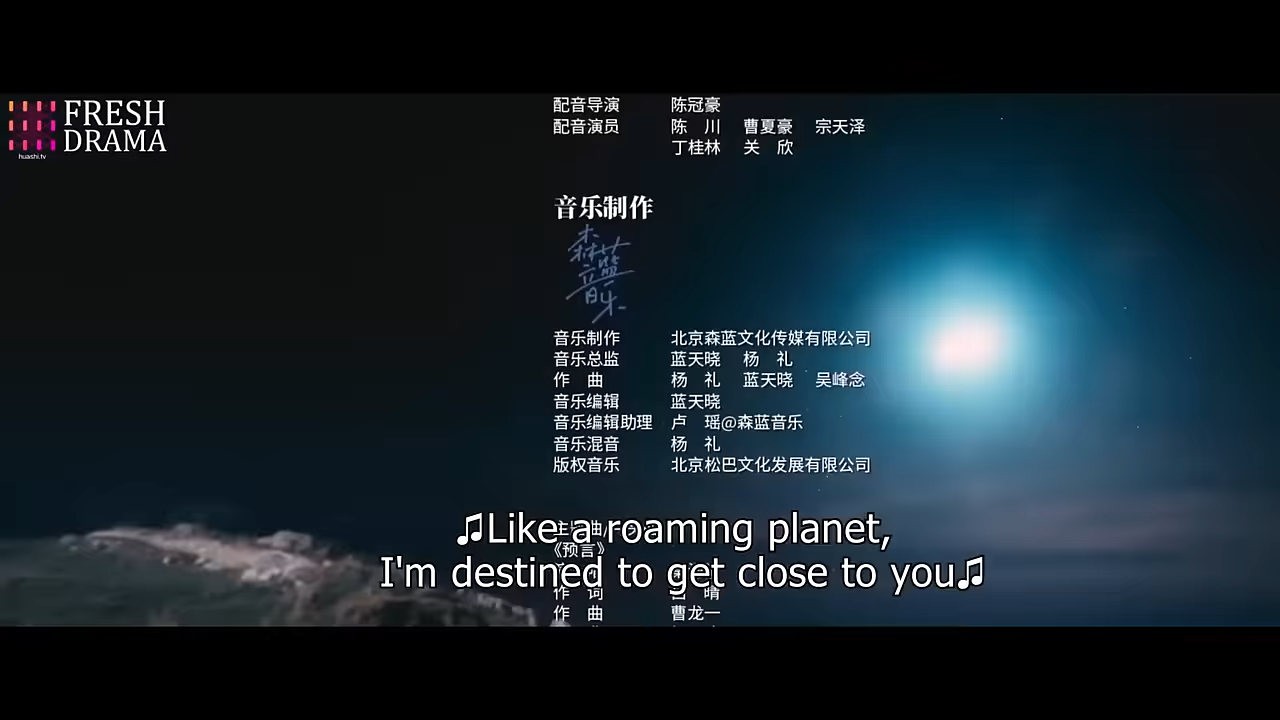 FRESH
DRAMA
huashi.tv
配音导演 陈冠豪
配音演员 陈 川 曹夏豪 宗天泽
丁桂林 关 欣
音乐制作
森蓝音乐
音乐制作 北京森蓝文化传媒有限公司
音乐总监 蓝天晓 杨 礼
作 曲 杨 礼 蓝天晓 吴峰念
音乐编辑 蓝天晓
音乐编辑助理 卢 瑶@森蓝音乐
音乐混音 杨 礼
版权音乐 北京松巴文化发展有限公司
♫Like a roaming planet,
《预言》
I'm destined to get close to you♫
作 词
作 曲 曹龙一